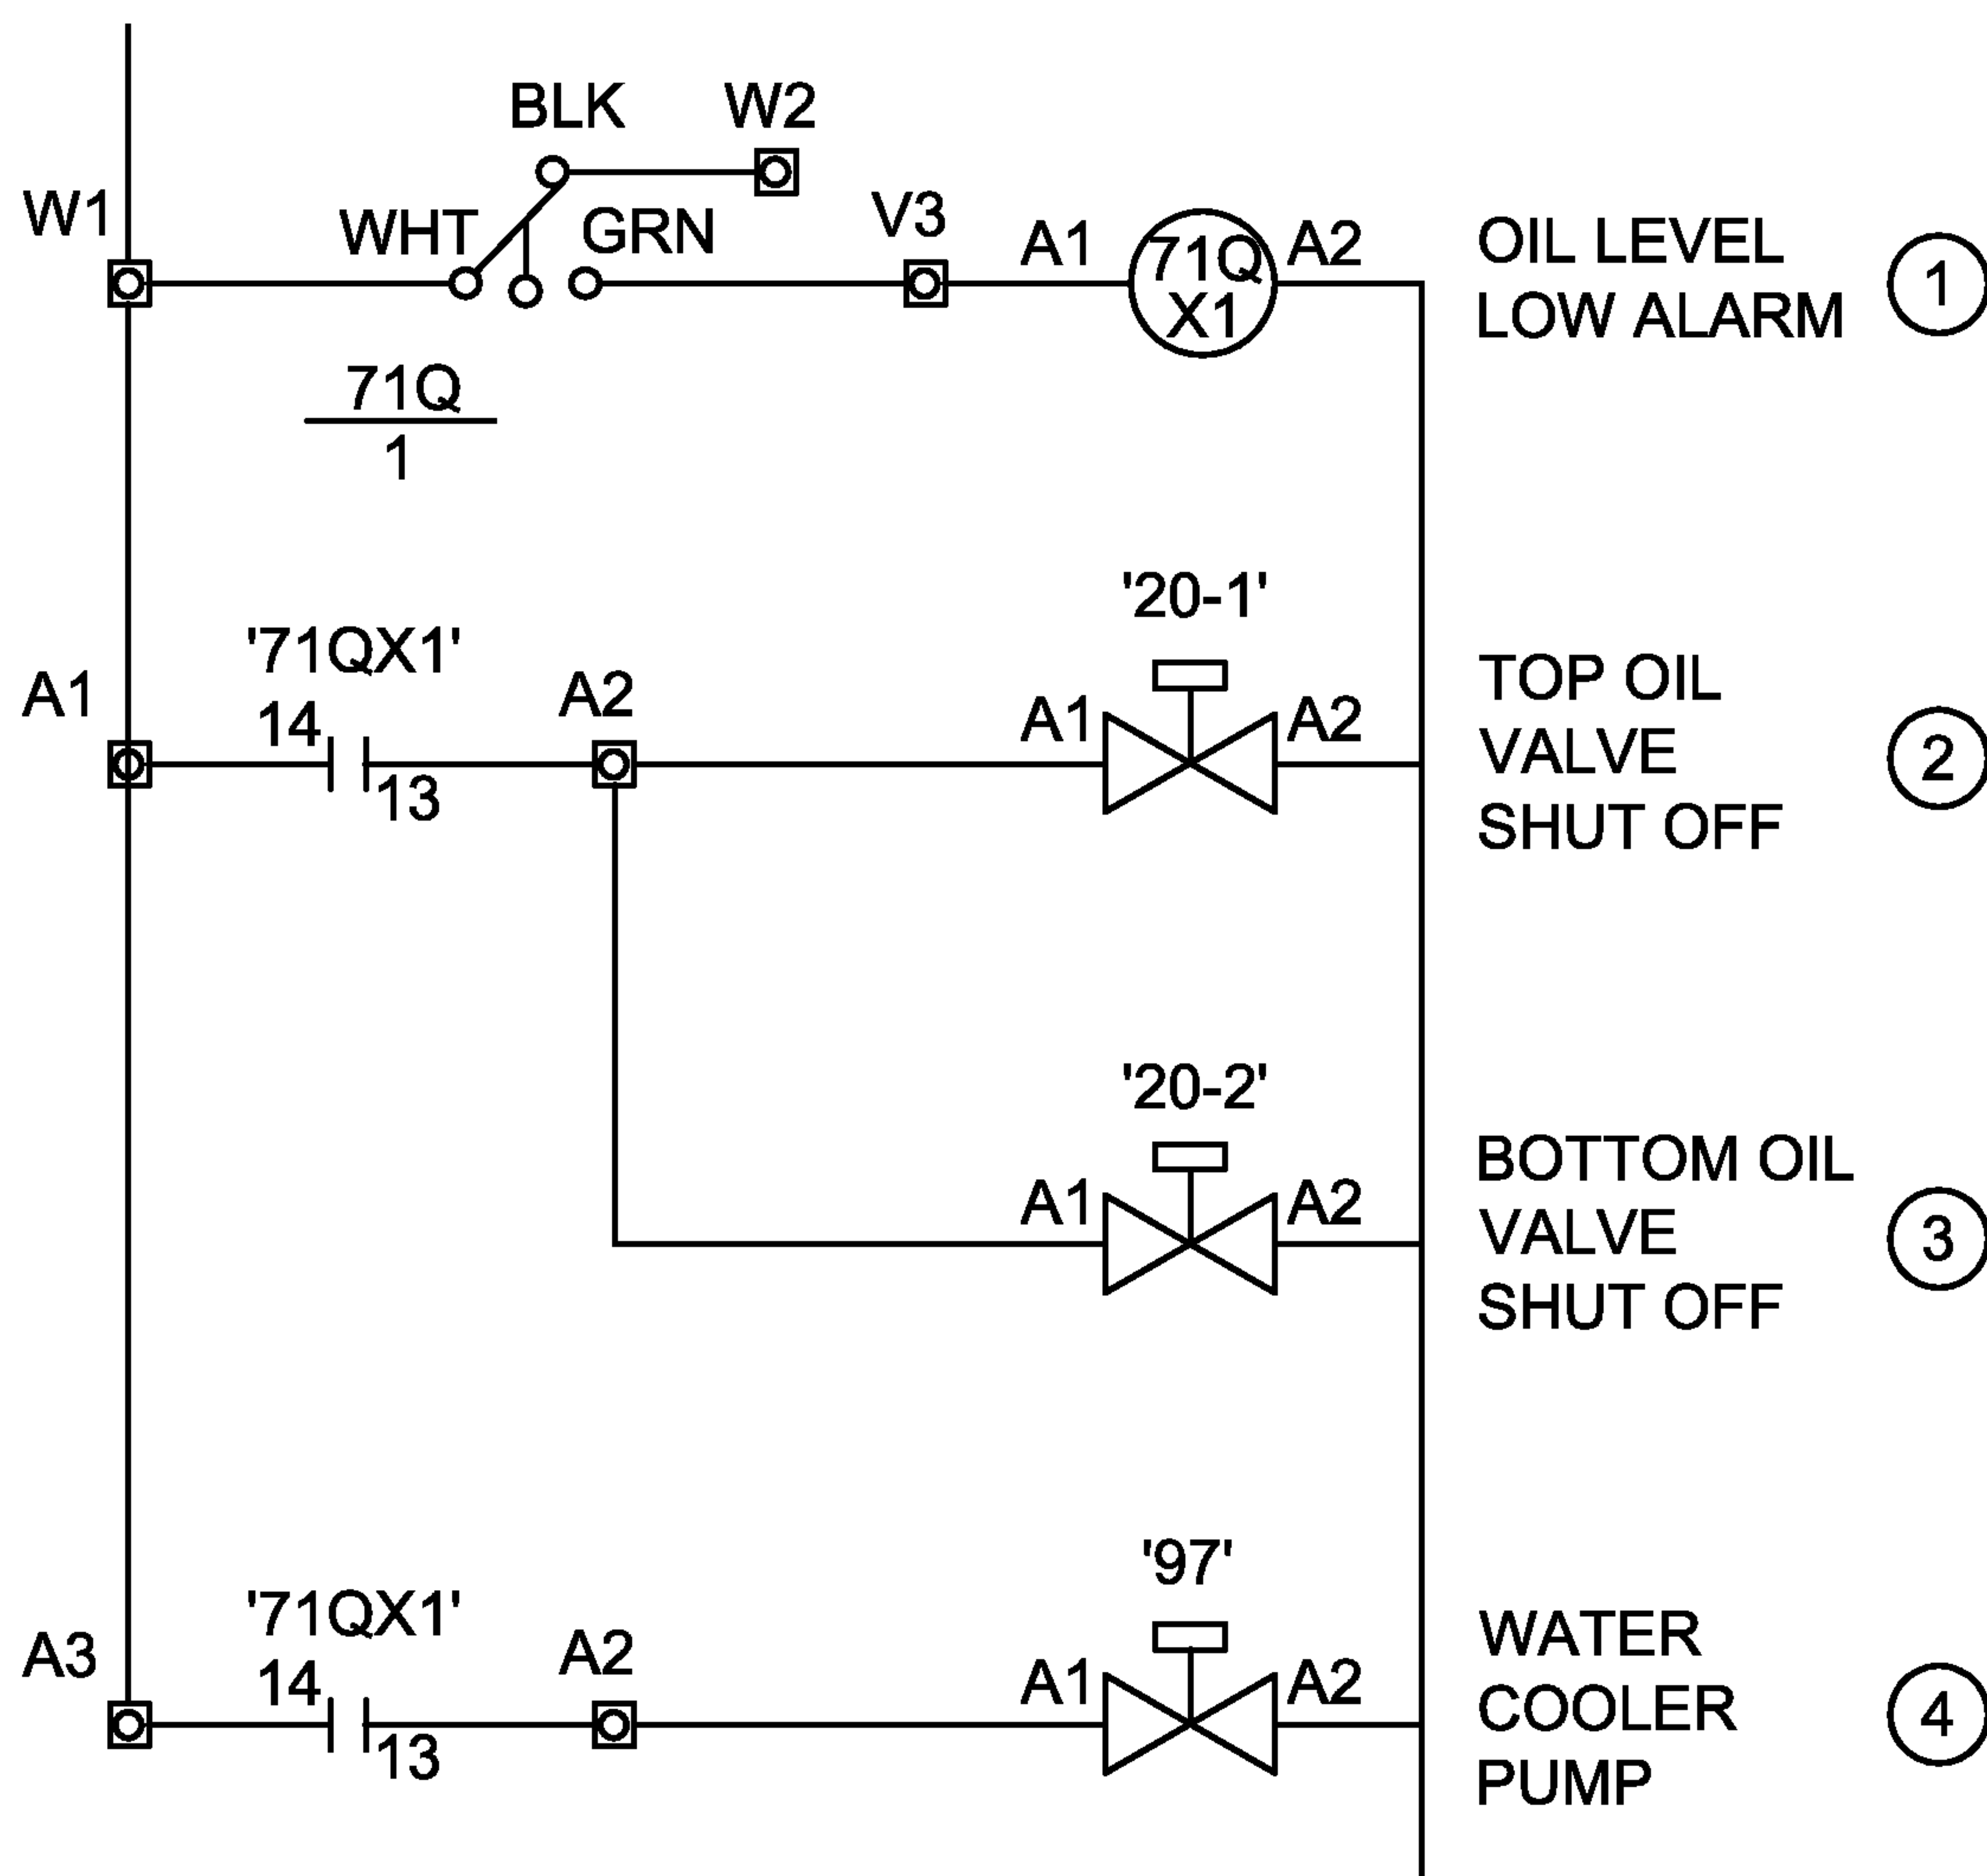 BLK
W2
W1
WHT
GRN
V3
A1
71Q
X1
A2
OIL LEVEL
LOW ALARM
1
71Q
1
'20-1'
'71QX1'
A1
14
13
A2
A1
A2
TOP OIL
VALVE
SHUT OFF
2
'20-2'
A1
A2
BOTTOM OIL
VALVE
SHUT OFF
3
'97'
'71QX1'
A3
14
13
A2
A1
A2
WATER
COOLER
PUMP
4